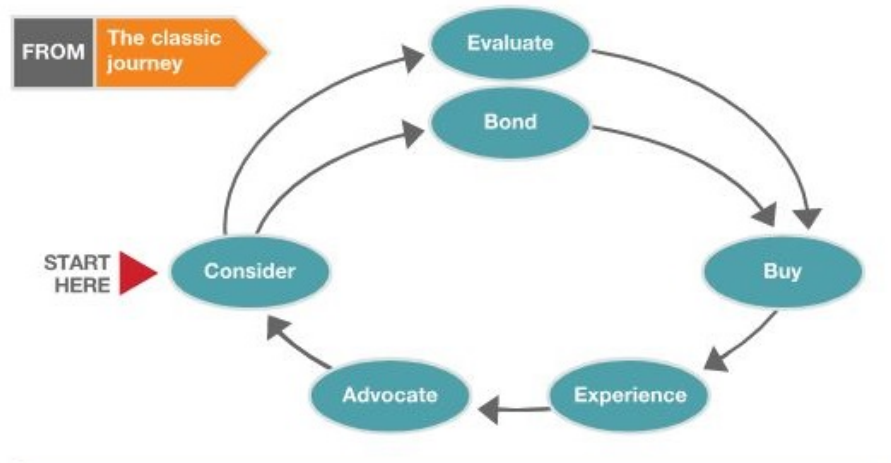 FROM
The classic
journey
Evaluate
Bond
START
HERE
Consider
Buy
Advocate
Experience